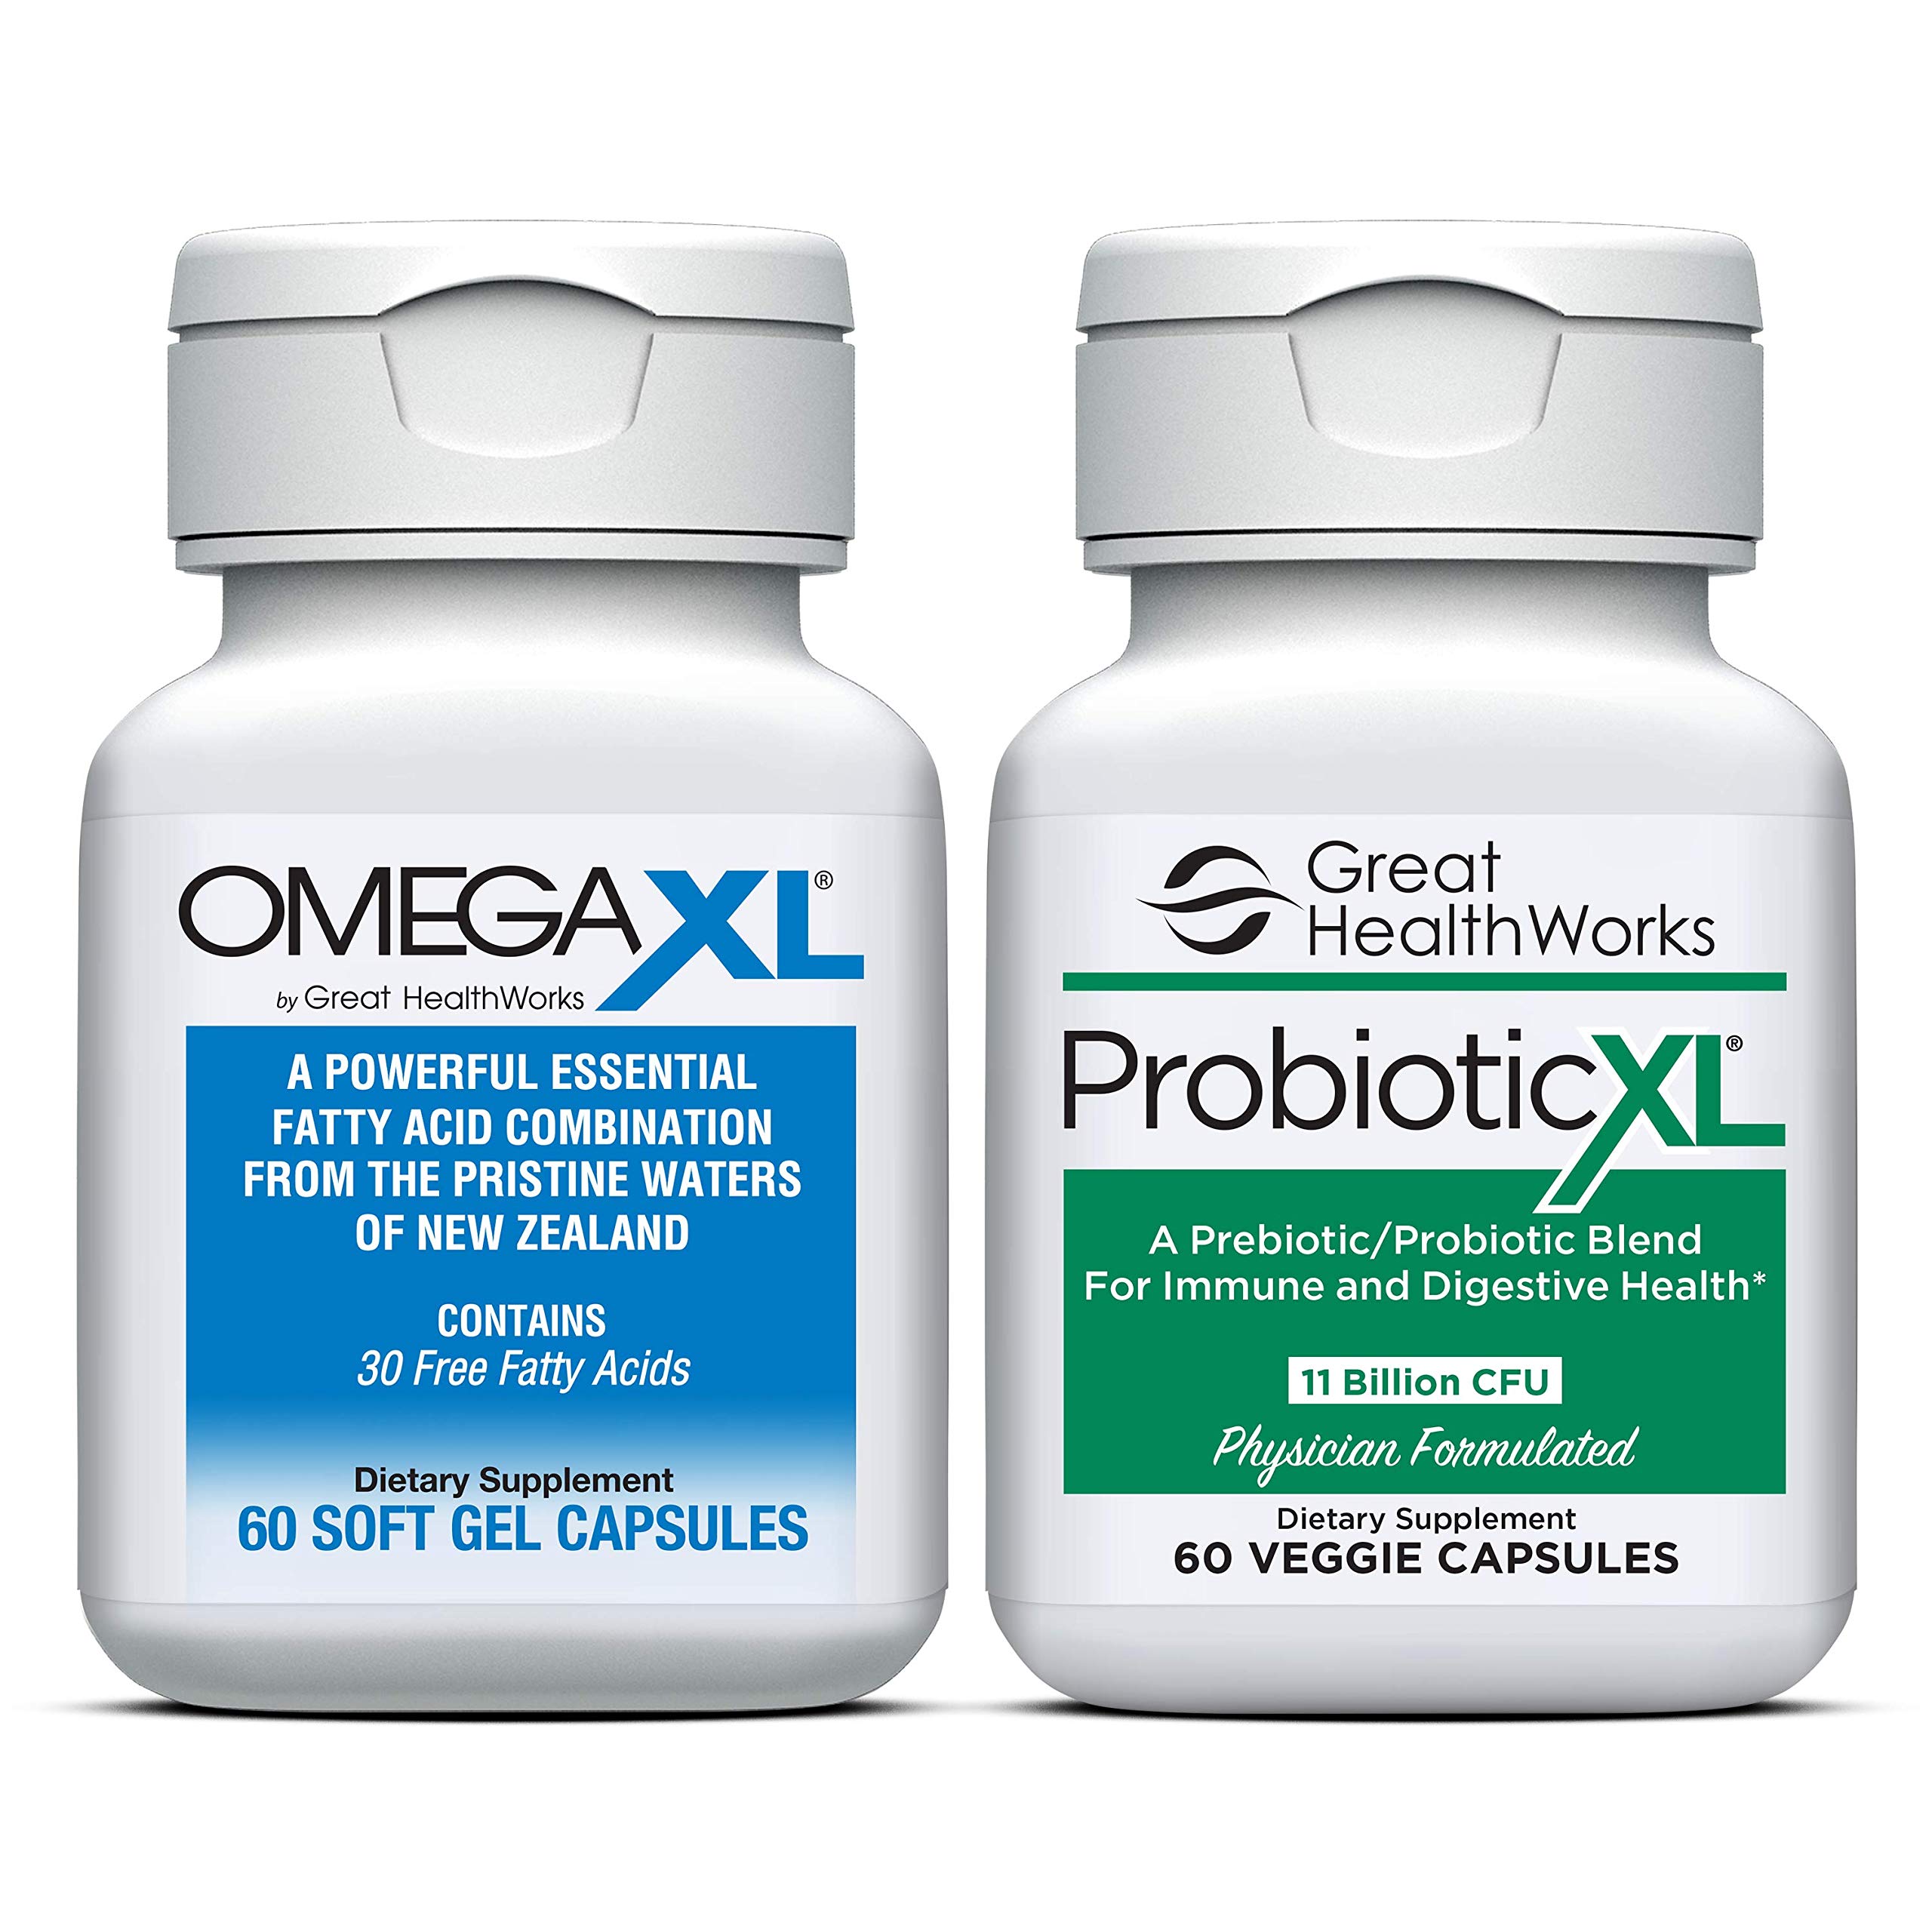 OMEGAXL®
by Great HealthWorks
A POWERFUL ESSENTIAL
FATTY ACID COMBINATION
FROM THE PRISTINE WATERS
OF NEW ZEALAND
CONTAINS
30 Free Fatty Acids
Dietary Supplement
60 SOFT GEL CAPSULES
Great
HealthWorks
ProbioticXL®
A Prebiotic/Probiotic Blend
For Immune and Digestive Health*
11 Billion CFU
Physician Formulated
Dietary Supplement
60 VEGGIE CAPSULES